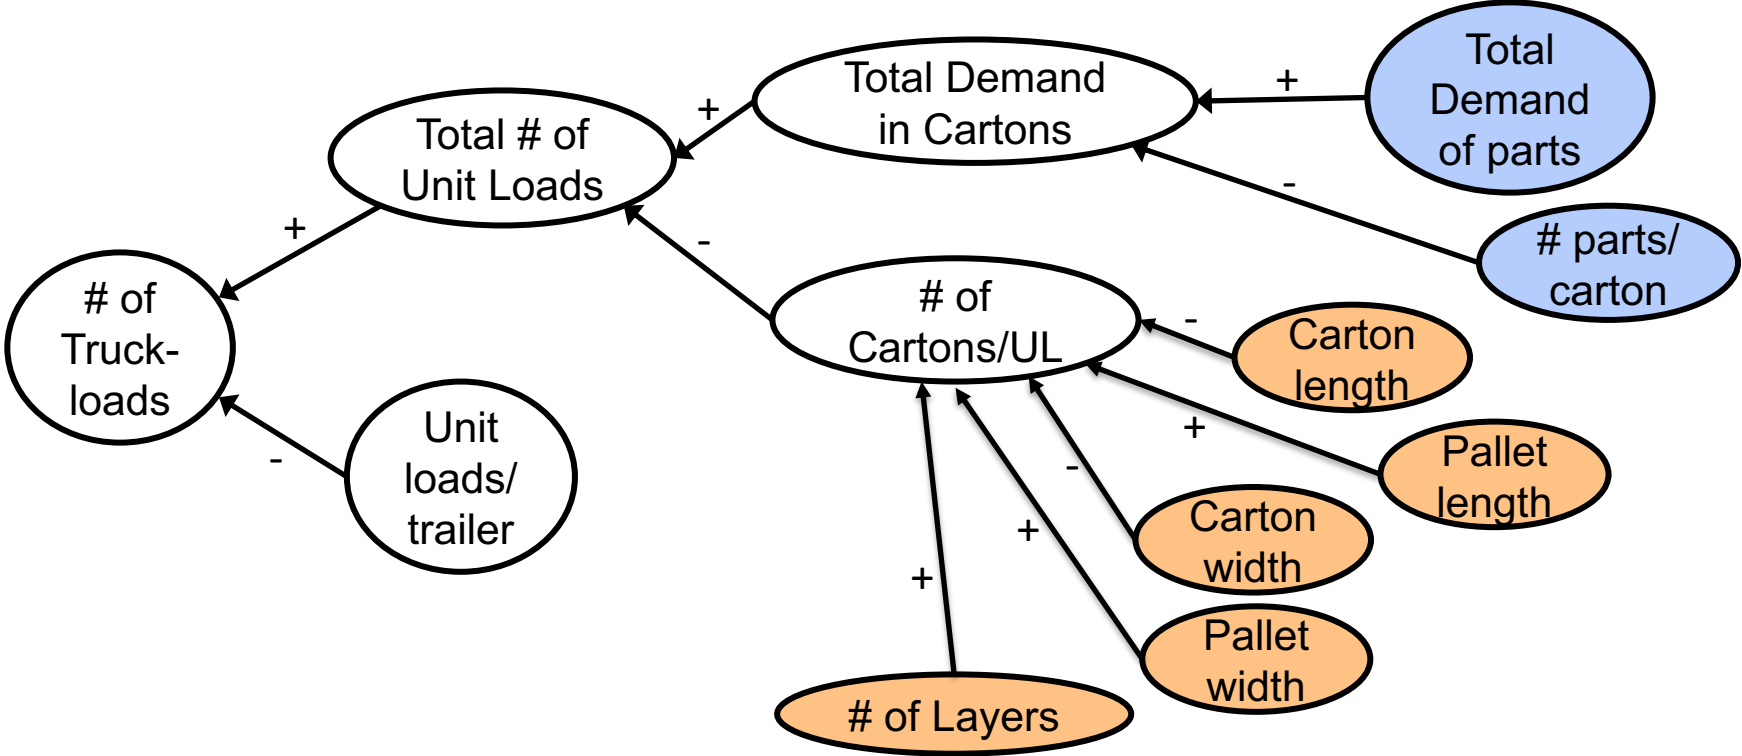 Total
Demand
of parts
+
Total Demand
in Cartons
+
Total # of
Unit Loads
-
# parts/
carton
+
-
# of
Cartons/UL
-
Carton
length
# of
Truck-
loads
+
Pallet
length
Unit
loads/
trailer
-
-
Carton
width
+
+
Pallet
width
# of Layers